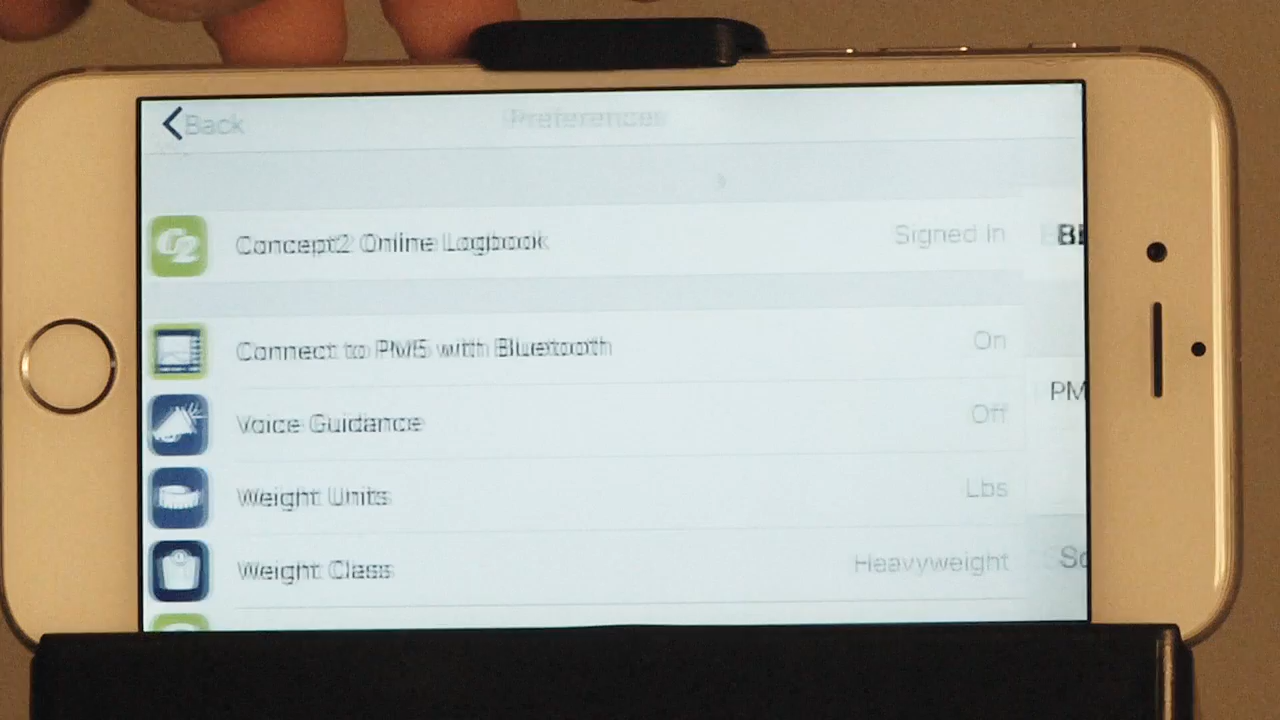 Back
Preferences
C2
Concept2 Online Logbook
Signed In
Connect to PM5 with Bluetooth
On
PM
Voice Guidance
Off
Weight Units
Lbs
Weight Class
Heavyweight